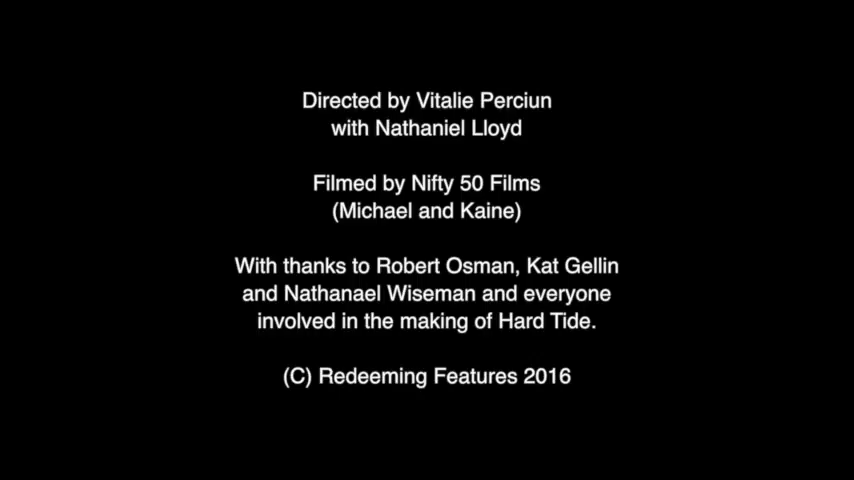 Directed by Vitalie Perciun
with Nathaniel Lloyd
Filmed by Nifty 50 Films
(Michael and Kaine)
With thanks to Robert Osman, Kat Gellin
and Nathanael Wiseman and everyone
involved in the making of Hard Tide.
(C) Redeeming Features 2016